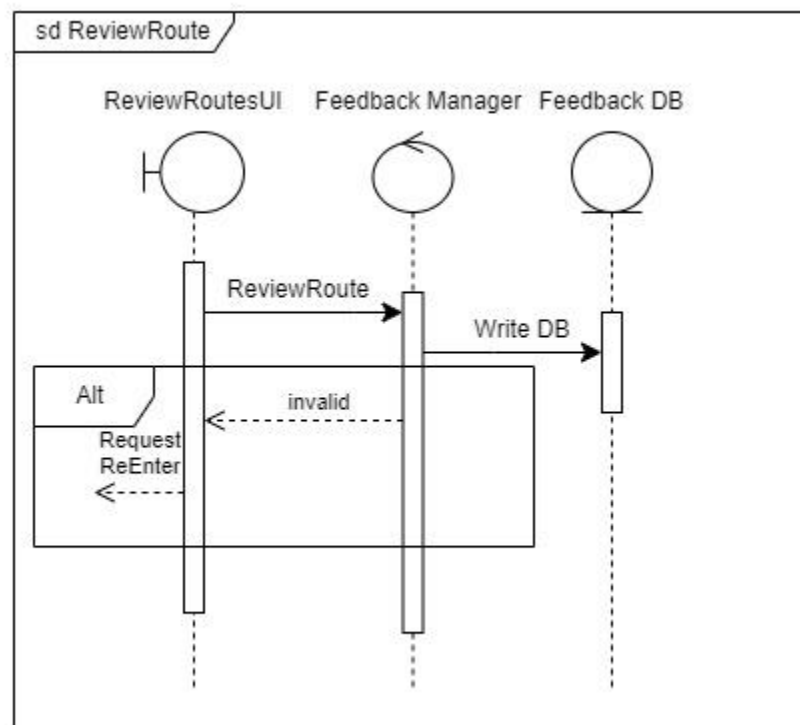 sd ReviewRoute
ReviewRoutesUI
Feedback Manager
Feedback DB
ReviewRoute
Write DB
Alt
invalid
Request
ReEnter